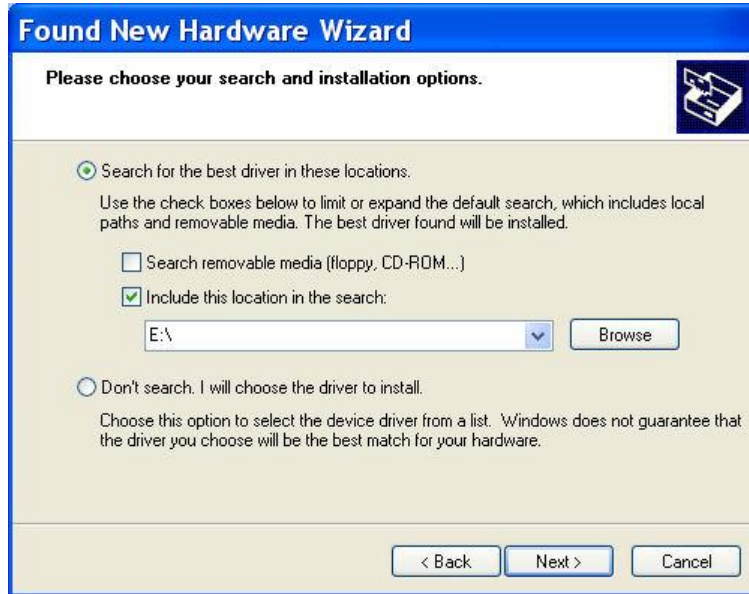 Found New Hardware Wizard
Please choose your search and installation options.
Search for the best driver in these locations.
Use the check boxes below to limit or expand the default search, which includes local
paths and removable media. The best driver found will be installed.
Search removable media (floppy, CD-ROM...)
Include this location in the search:
E:\
Browse
Don't search. I will choose the driver to install.
Choose this option to select the device driver from a list. Windows does not guarantee that
the driver you choose will be the best match for your hardware.
< Back
Next >
Cancel